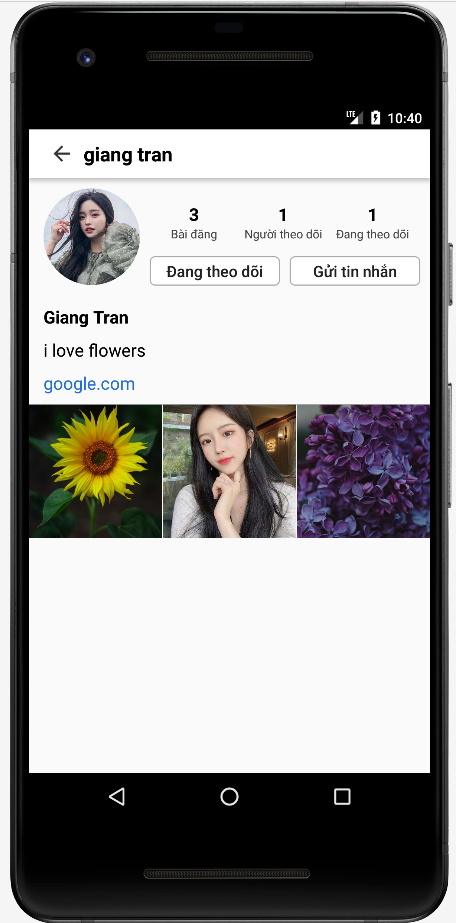 LTE 10:40
giang tran
3 1 1
Bài đăng Người theo dõi Đang theo dõi
Đang theo dõi Gửi tin nhắn
Giang Tran
i love flowers
google.com